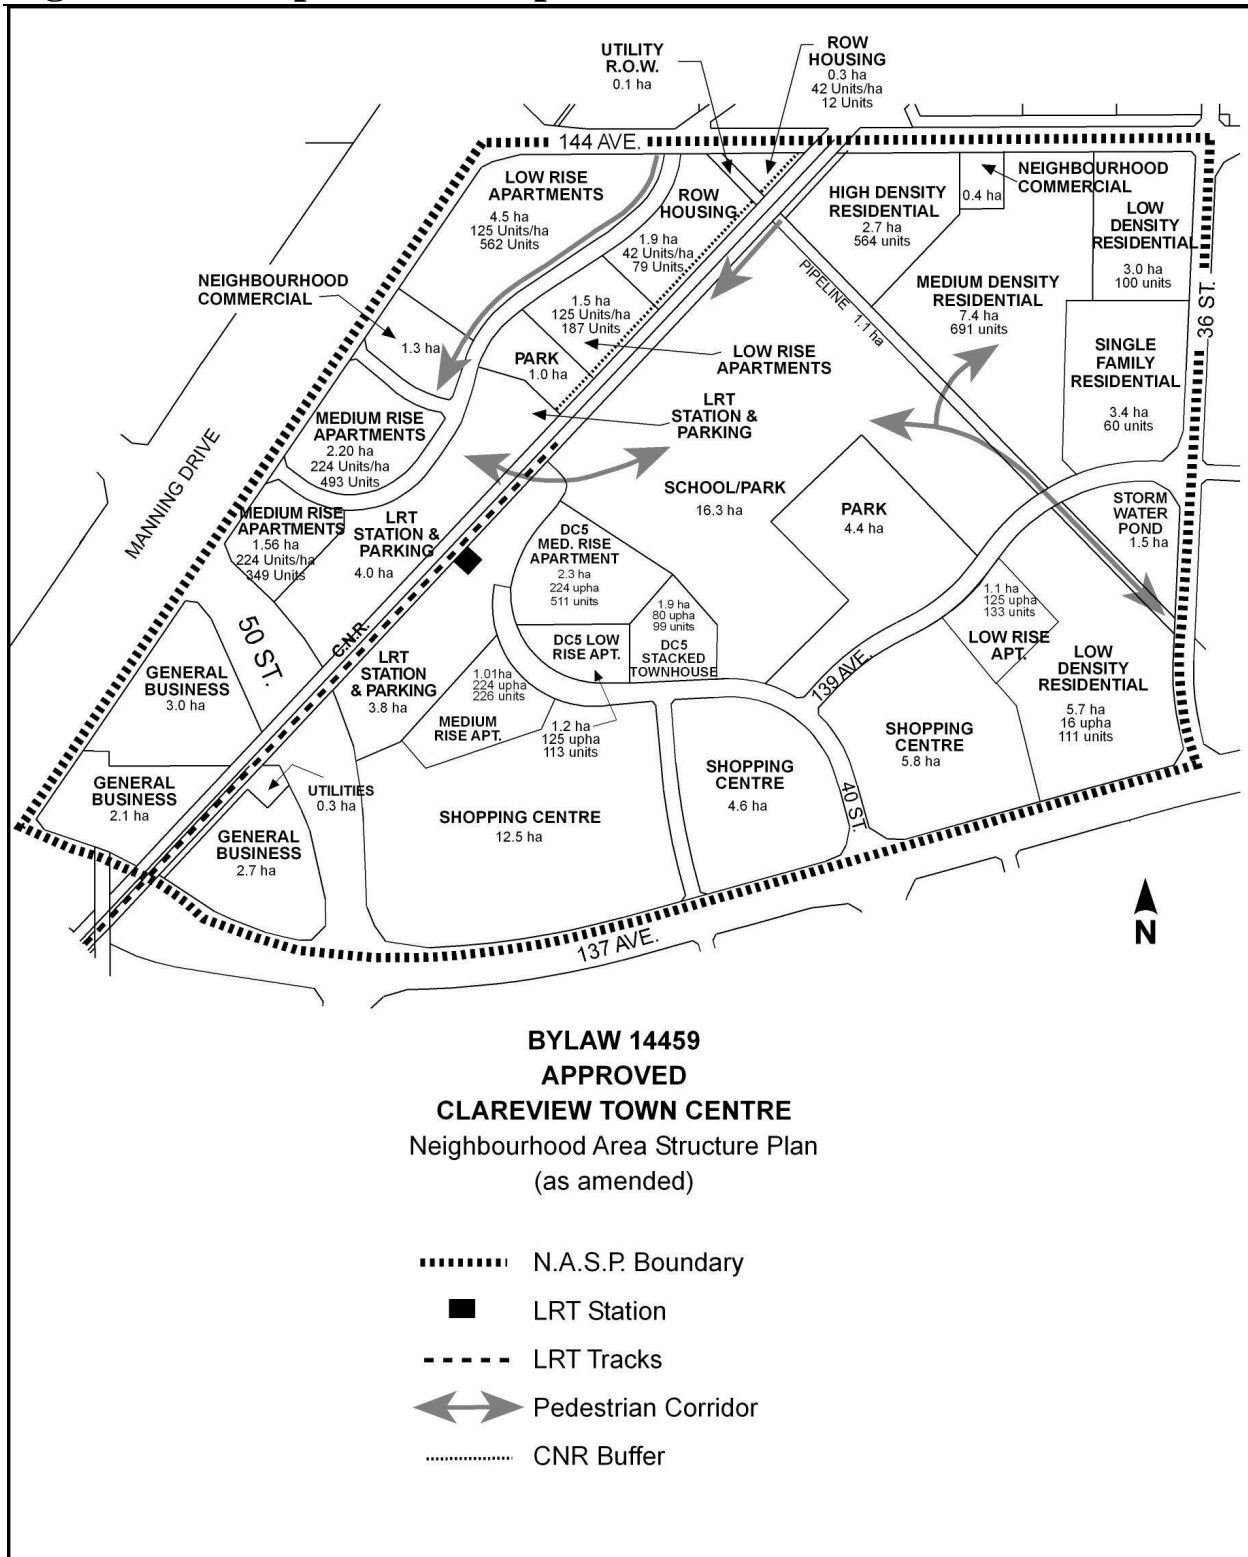 UTILITY
R.O.W.
0.1 ha
ROW
HOUSING
0.3 ha
42 Units/ha
12 Units
144 AVE.
LOW RISE
APARTMENTS
4.5 ha
125 Units/ha
562 Units
ROW
HOUSING
1.9 ha
42 Units/ha
79 Units
HIGH DENSITY
RESIDENTIAL
2.7 ha
564 units
0.4 ha
NEIGHBOURHOOD
COMMERCIAL
LOW
DENSITY
RESIDENTIAL
3.0 ha
100 units
36 ST.
NEIGHBOURHOOD
COMMERCIAL
1.3 ha
1.5 ha
125 Units/ha
187 Units
PARK
1.0 ha
LOW RISE
APARTMENTS
PIPELINE 1.1 ha
MEDIUM DENSITY
RESIDENTIAL
7.4 ha
691 units
SINGLE
FAMILY
RESIDENTIAL
3.4 ha
60 units
LRT
STATION &
PARKING
MEDIUM RISE
APARTMENTS
2.20 ha
224 Units/ha
493 Units
MANNING DRIVE
SCHOOL/PARK
16.3 ha
PARK
4.4 ha
STORM
WATER
POND
1.5 ha
MEDIUM RISE
APARTMENTS
1.56 ha
224 Units/ha
349 Units
LRT
STATION &
PARKING
4.0 ha
DC5
MED. RISE
APARTMENT
2.3 ha
224 upha
511 units
1.9 ha
80 upha
99 units
DC5
STACKED
TOWNHOUSE
DC5 LOW
RISE APT.
1.2 ha
125 upha
113 units
1.1 ha
125 upha
133 units
LOW RISE
APT.
LOW
DENSITY
RESIDENTIAL
5.7 ha
16 upha
111 units
50 ST.
C.N.R.
GENERAL
BUSINESS
3.0 ha
LRT
STATION
& PARKING
3.8 ha
1.01ha
224 upha
226 units
MEDIUM
RISE APT.
139 AVE.
SHOPPING
CENTRE
5.8 ha
SHOPPING
CENTRE
4.6 ha
40 ST.
GENERAL
BUSINESS
2.1 ha
UTILITIES
0.3 ha
GENERAL
BUSINESS
2.7 ha
SHOPPING CENTRE
12.5 ha
137 AVE.
N
BYLAW 14459
APPROVED
CLAREVIEW TOWN CENTRE
Neighbourhood Area Structure Plan
(as amended)
N.A.S.P. Boundary
LRT Station
LRT Tracks
Pedestrian Corridor
CNR Buffer